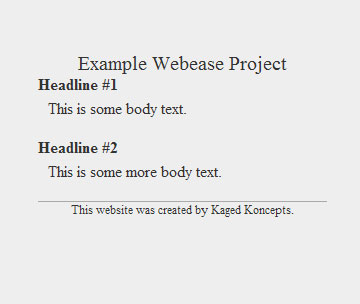 Example Webease Project
Headline #1
This is some body text.
Headline #2
This is some more body text.
This website was created by Kaged Koncepts.